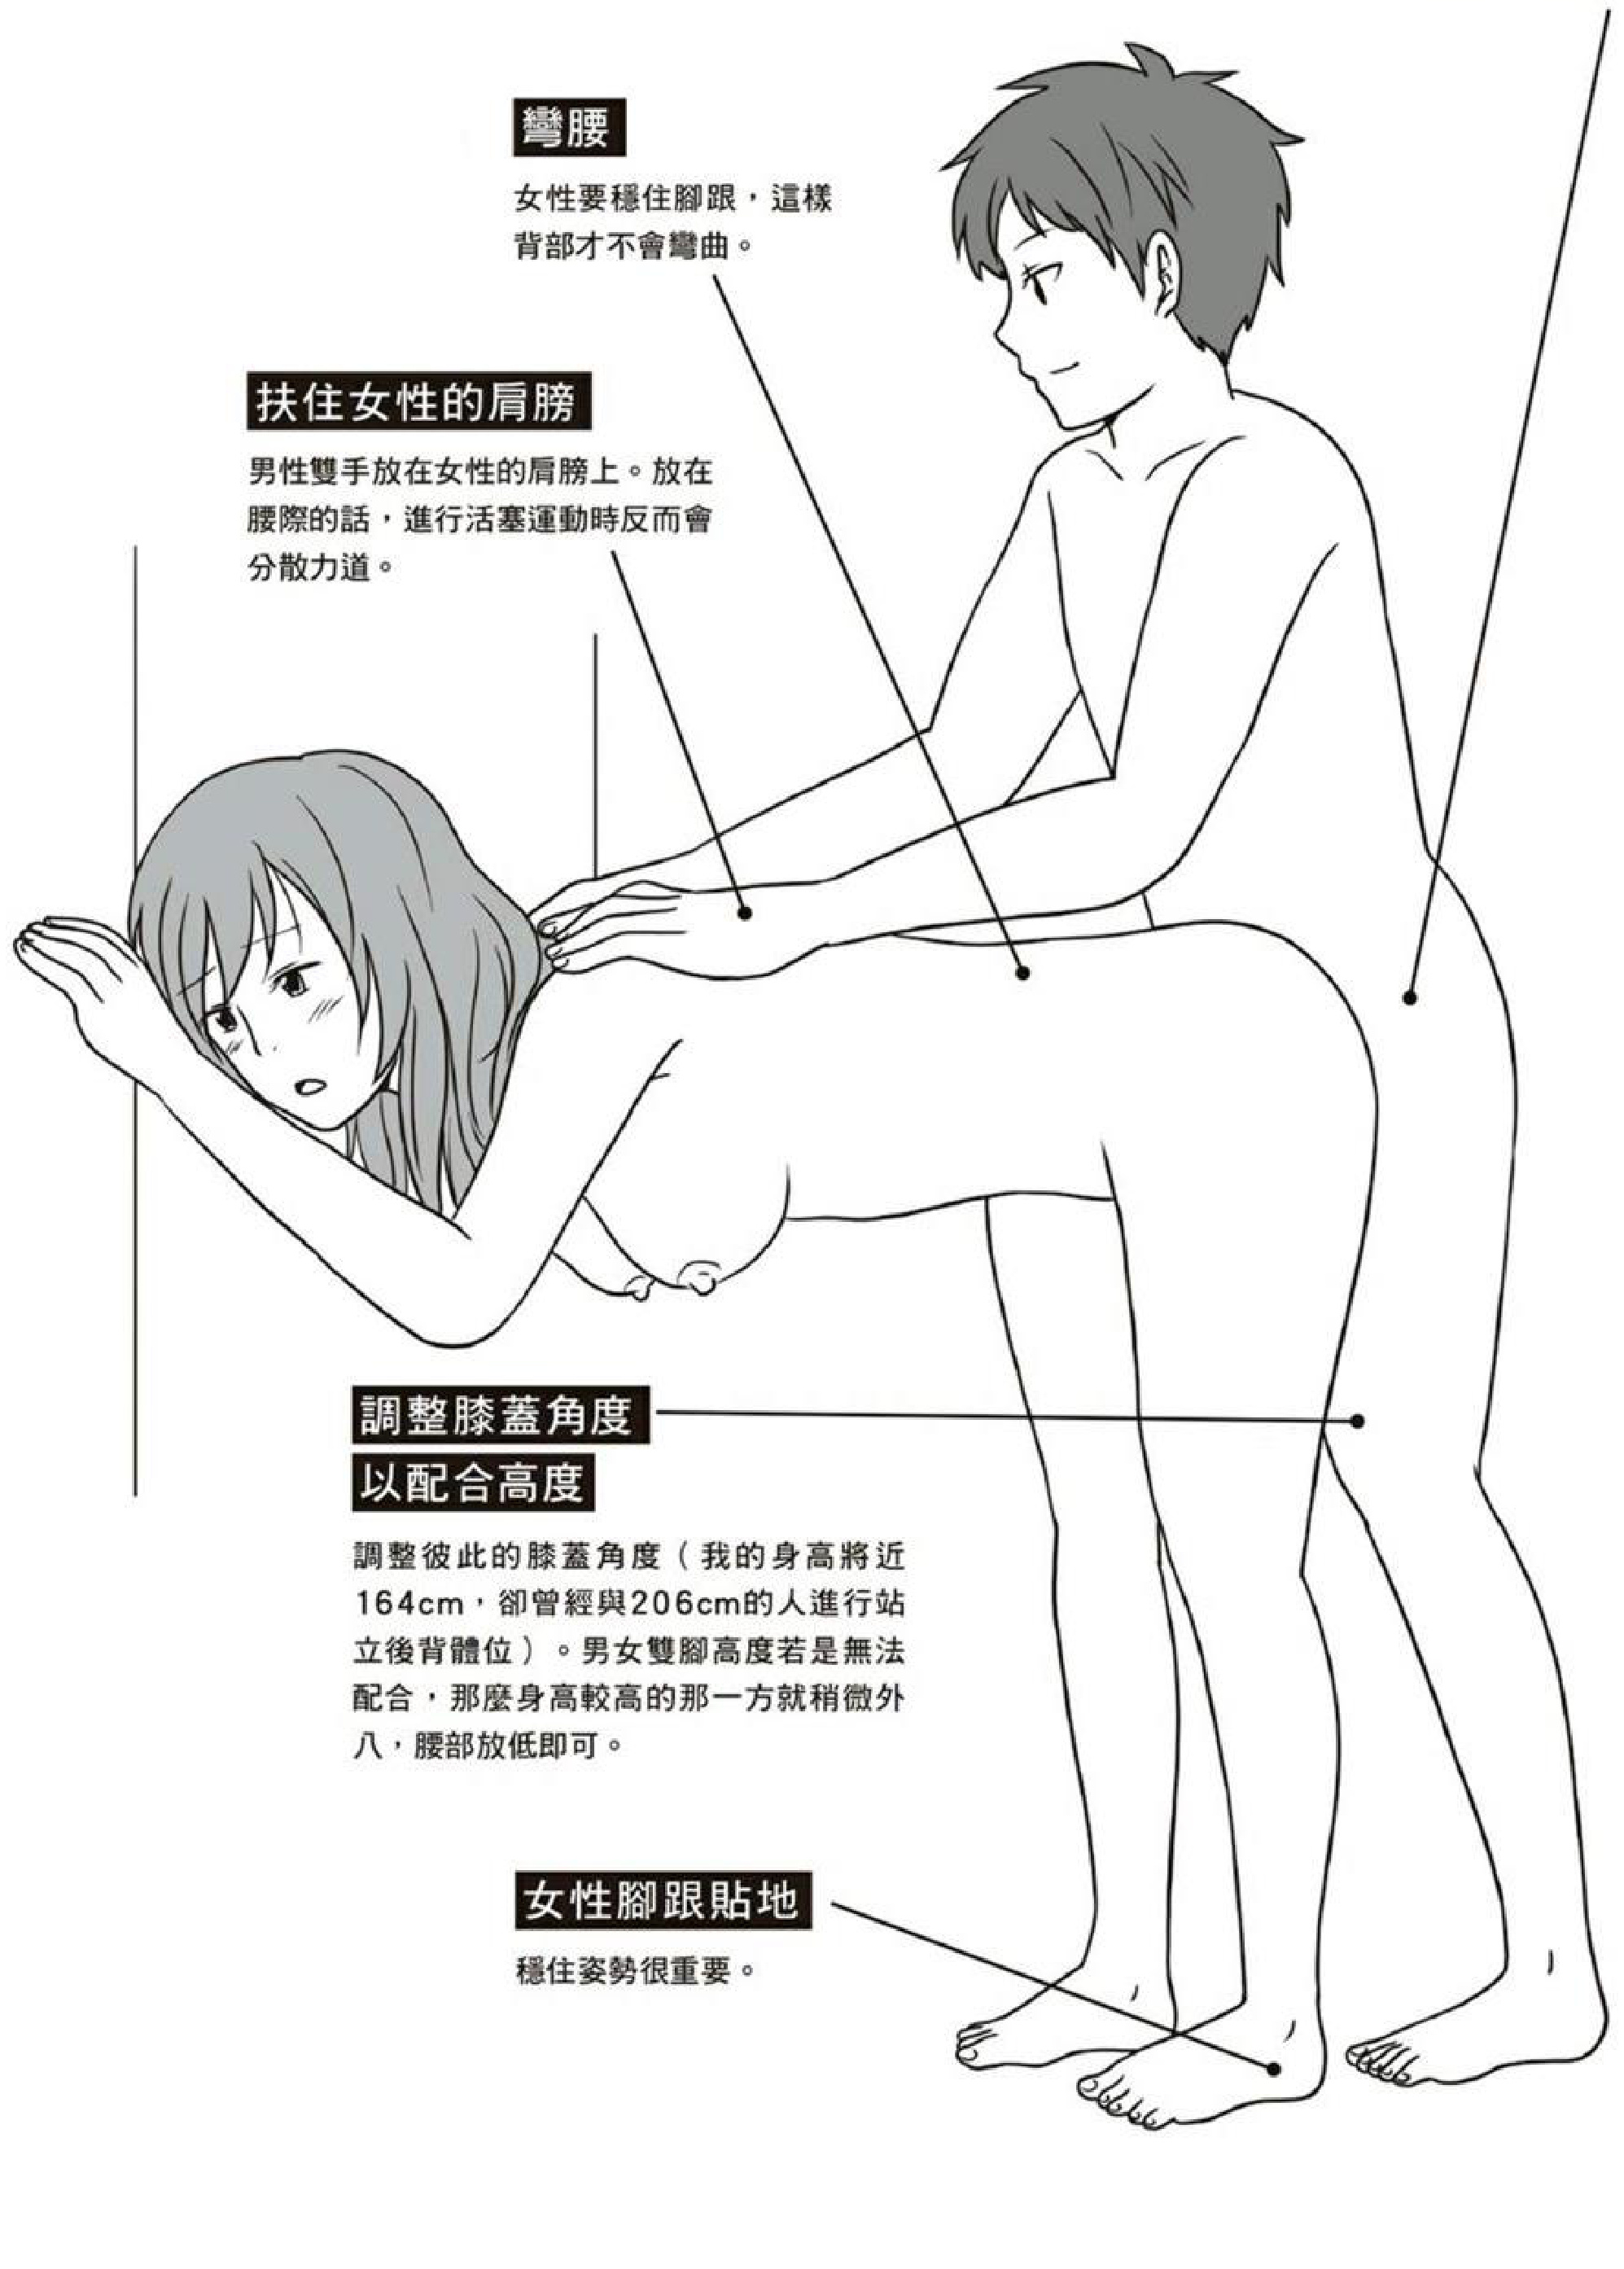 彎腰
女性要穩住腳跟，這樣
背部才不會彎曲。
扶住女性的肩膀
男性雙手放在女性的肩膀上。放在
腰際的話，進行活塞運動時反而會
分散力道。
調整膝蓋角度
以配合高度
調整彼此的膝蓋角度（我的身高將近
164cm，卻曾經與206cm的人進行站
立後背體位）。男女雙腳高度若是無法
配合，那麼身高較高的那一方就稍微外
八，腰部放低即可。
女性腳跟貼地
穩住姿勢很重要。